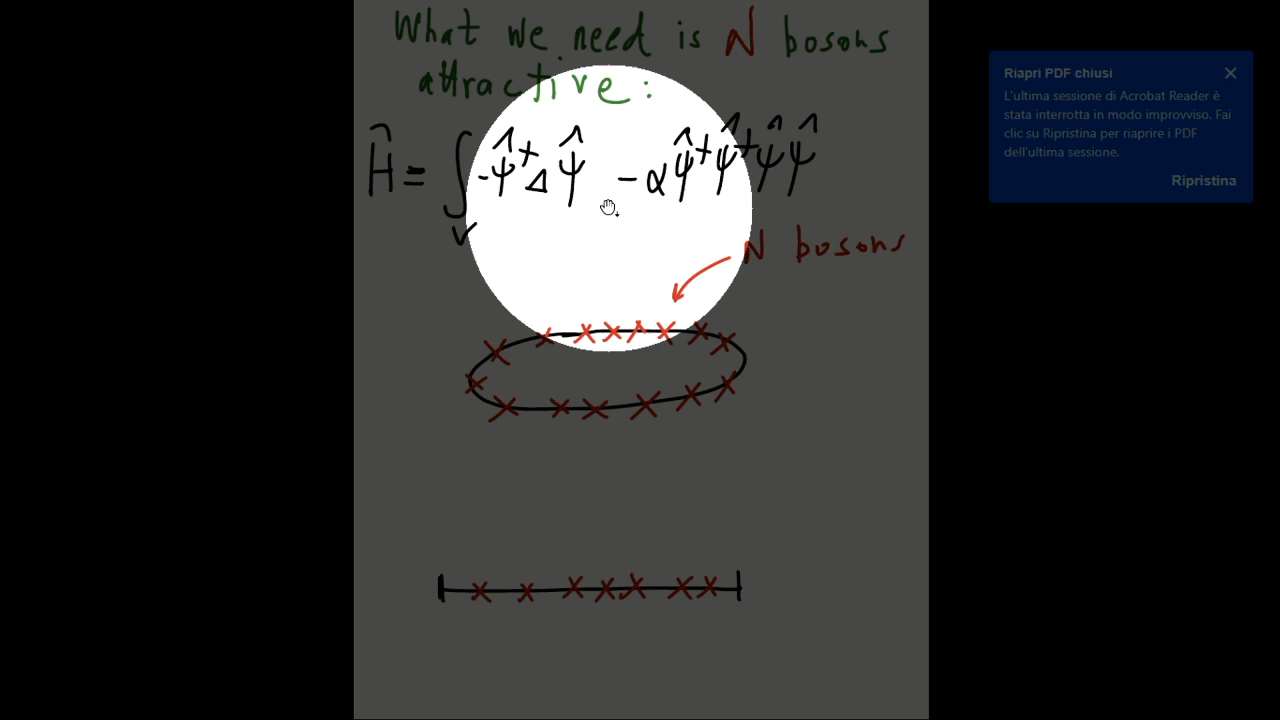 What we need is N bosons
attractive:
Ĥ = ∫_V -ψ̂⁺Δψ̂ - αψ̂⁺ψ̂⁺ψ̂ψ̂
N bosons
Riapri PDF chiusi
L'ultima sessione di Acrobat Reader è
stata interrotta in modo improvviso. Fai
clic su Ripristina per riaprire i PDF
dell'ultima sessione.
Ripristina